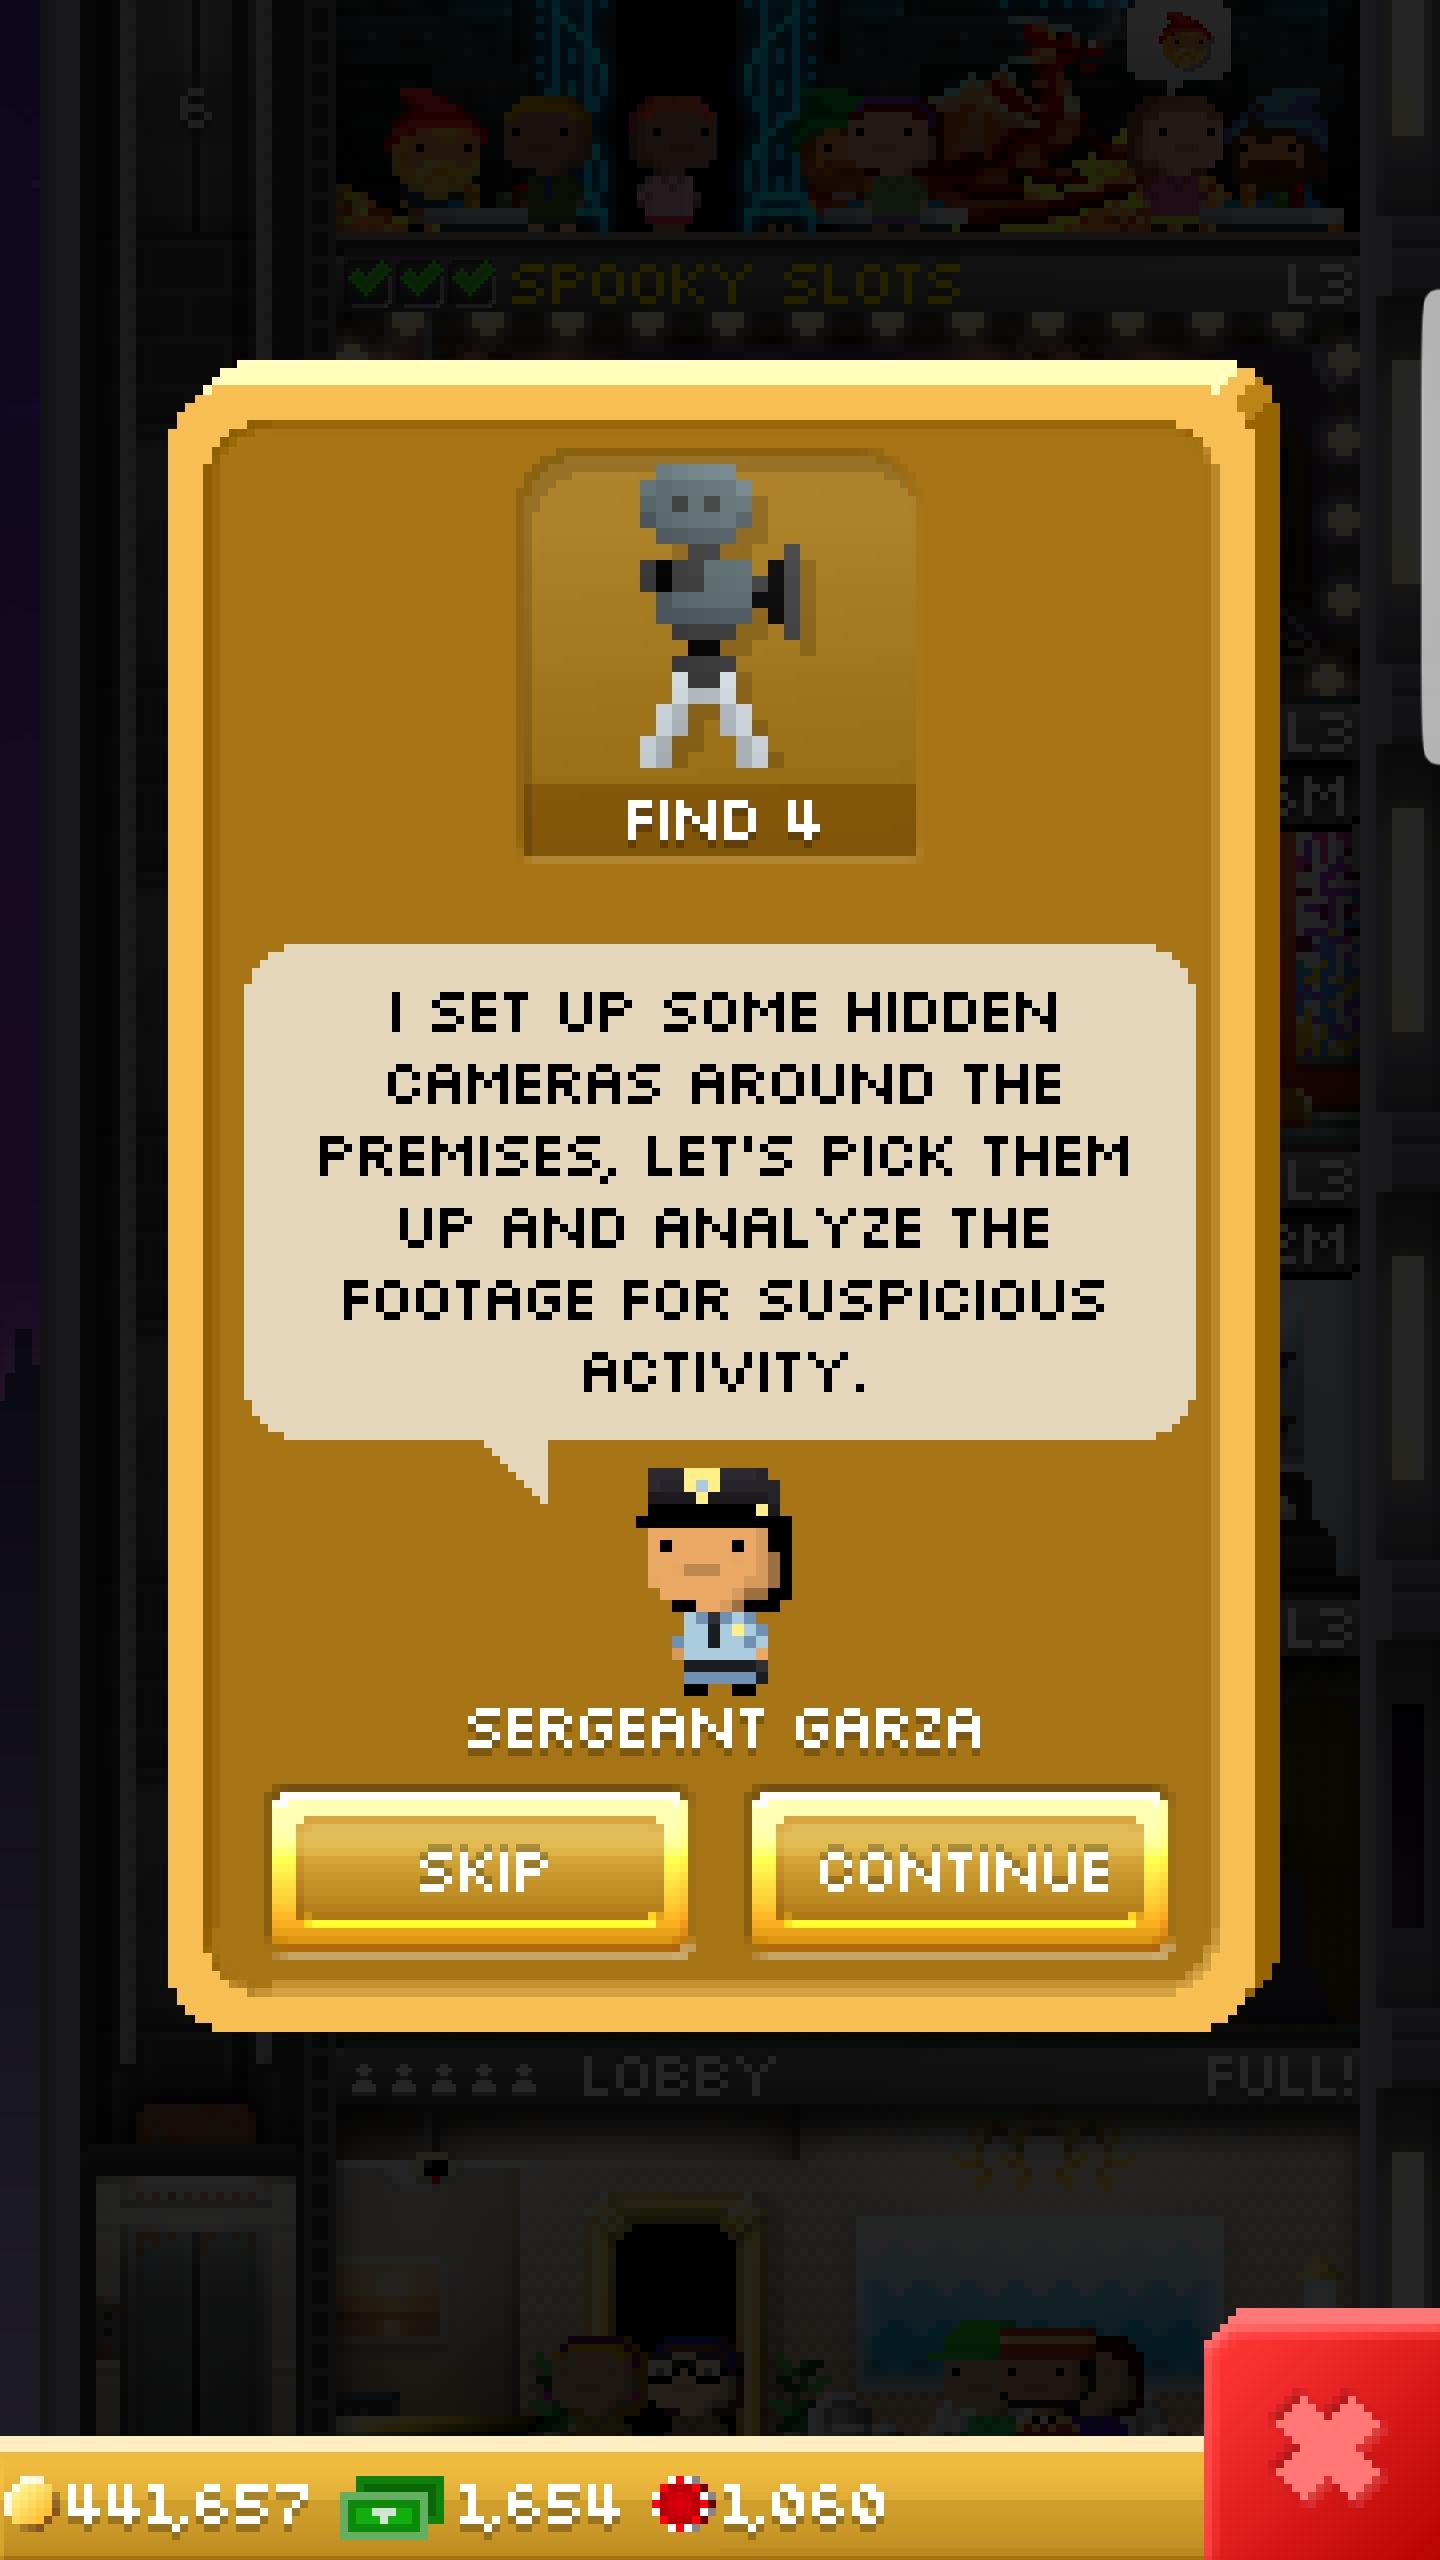 6
SPOOKY SLOTS L3
FIND 4
L3
I SET UP SOME HIDDEN
CAMERAS AROUND THE
PREMISES, LET'S PICK THEM
UP AND ANALYZE THE
FOOTAGE FOR SUSPICIOUS
ACTIVITY.
L3
L3
SERGEANT GARZA
SKIP CONTINUE
LOBBY FULL!
441,657 1,654 1,060